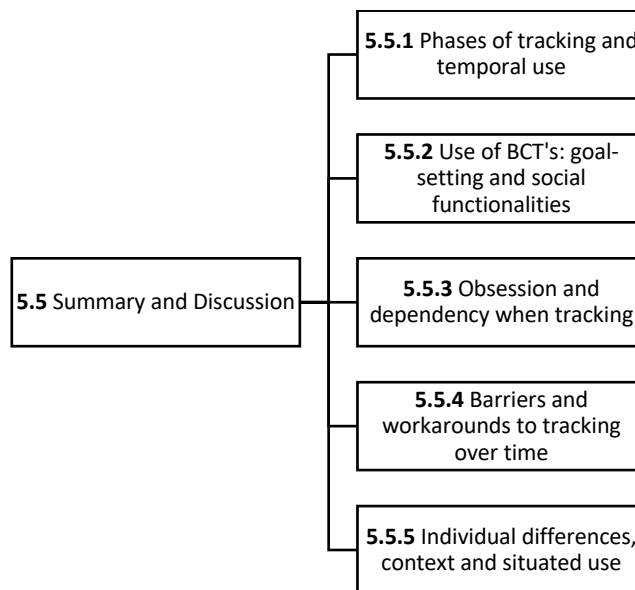 5.5.1 Phases of tracking and
temporal use
5.5.2 Use of BCT's: goal-
setting and social
functionalities
5.5 Summary and Discussion
5.5.3 Obsession and
dependency when tracking
5.5.4 Barriers and
workarounds to tracking
over time
5.5.5 Individual differences,
context and situated use